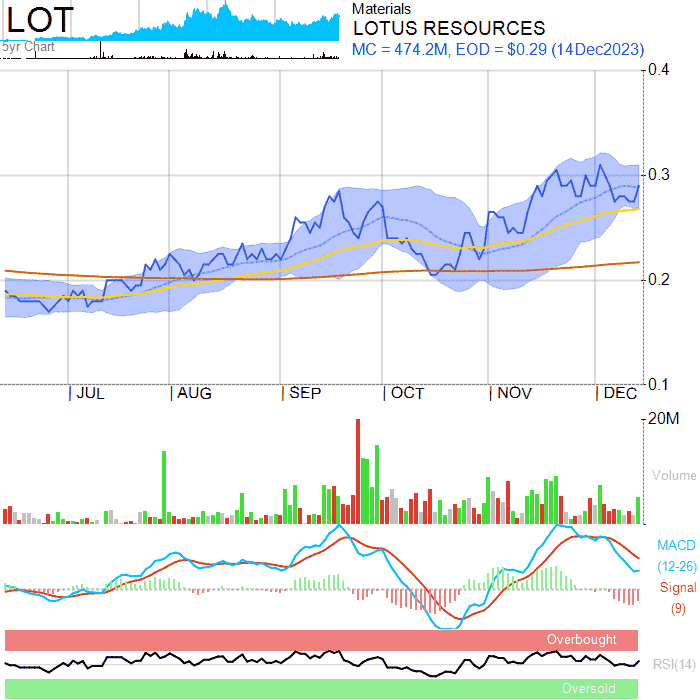 LOT
5yr Chart
Materials
LOTUS RESOURCES
MC = 474.2M, EOD = $0.29 (14Dec2023)
0.4
0.3
0.2
0.1
JUL AUG SEP OCT NOV DEC
20M
Volume
MACD
(12-26)
Signal
(9)
Overbought
RSI(14)
Oversold